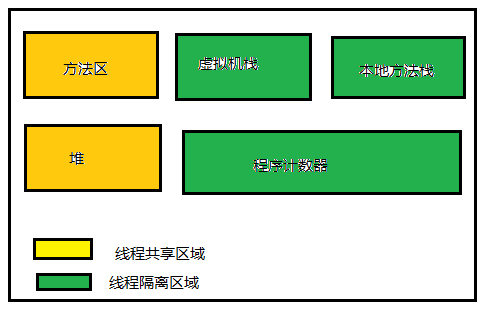 方法区
虚拟机栈
本地方法栈
堆
程序计数器
线程共享区域
线程隔离区域